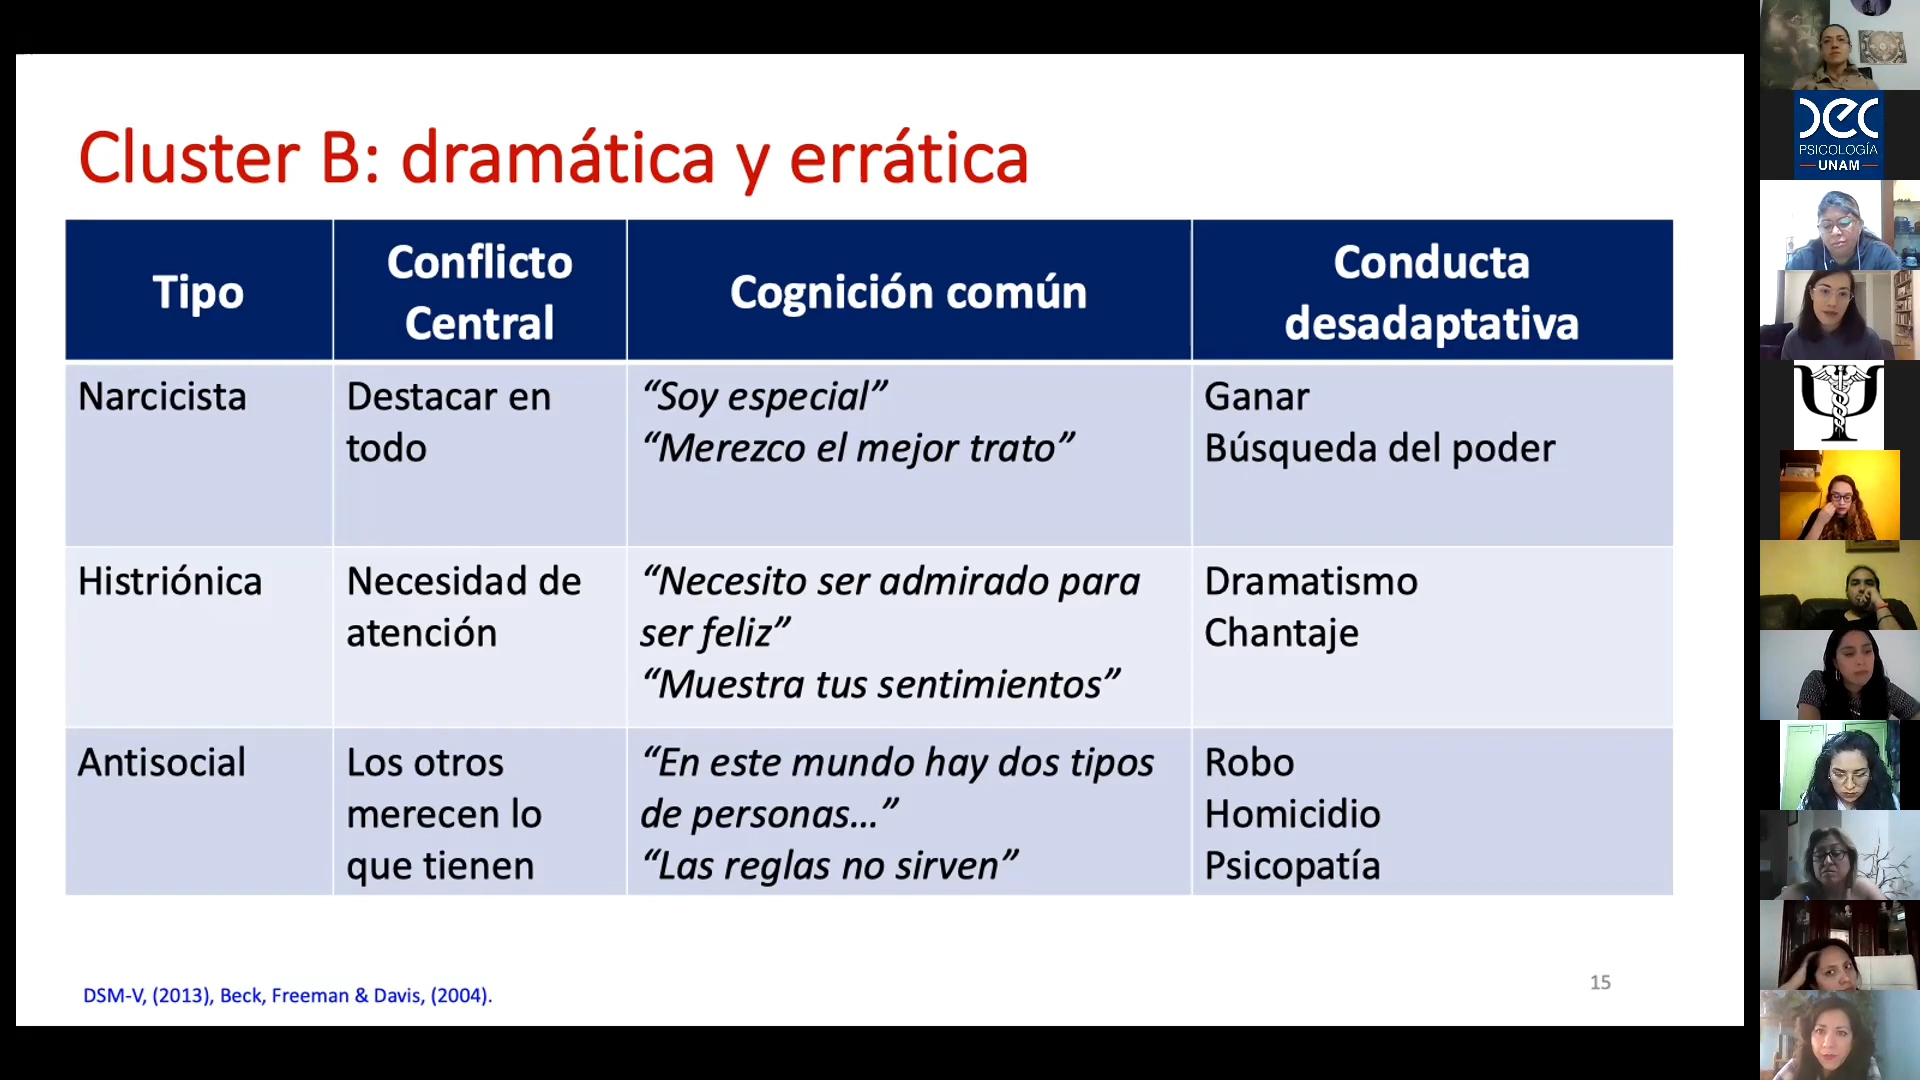 Cluster B: dramática y errática
Tipo
Conflicto
Central
Cognición común
Conducta
desadaptativa
Narcicista
Destacar en
todo
“Soy especial”
“Merezco el mejor trato”
Ganar
Búsqueda del poder
Histriónica
Necesidad de
atención
“Necesito ser admirado para
ser feliz”
“Muestra tus sentimientos”
Dramatismo
Chantaje
Antisocial
Los otros
merecen lo
que tienen
“En este mundo hay dos tipos
de personas...”
“Las reglas no sirven”
Robo
Homicidio
Psicopatía
DSM-V, (2013), Beck, Freeman & Davis, (2004).
15
DEC
PSICOLOGÍA
UNAM